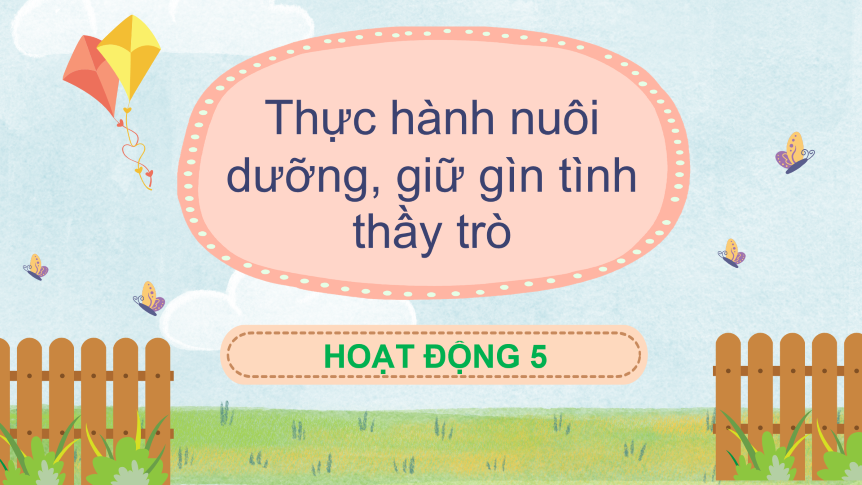 Thực hành nuôi
dưỡng, giữ gìn tình
thầy trò
HOẠT ĐỘNG 5